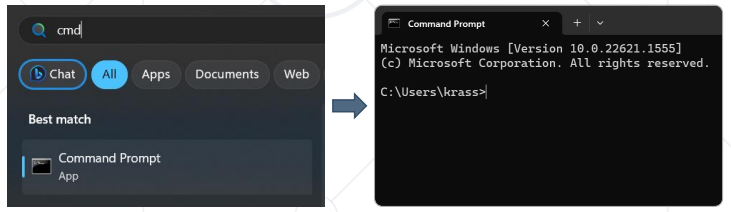 cmd
Chat All Apps Documents Web
Best match
Command Prompt
App
Command Prompt
Microsoft Windows [Version 10.0.22621.1555]
(c) Microsoft Corporation. All rights reserved.
C:\Users\krass>